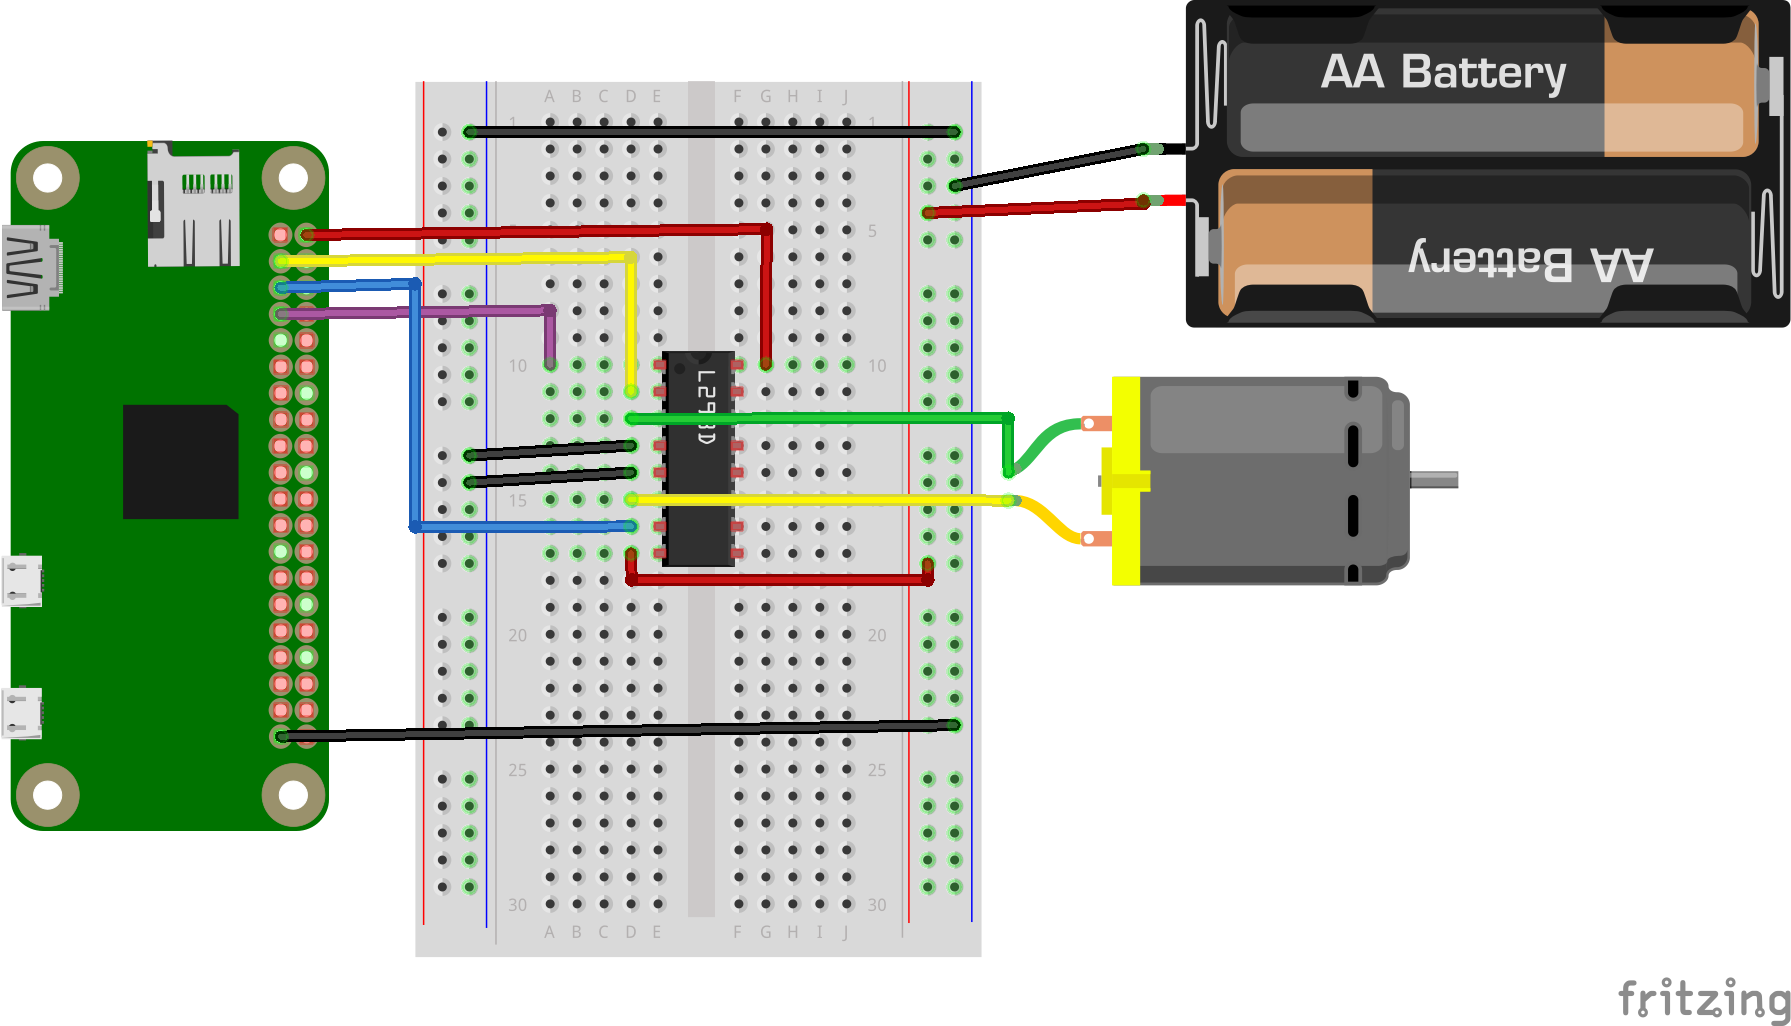 AA Battery
AA Battery
A B C D E F G H I J
1 1
5
10 10
L293D
15
20 20
25 25
30 30
A B C D E F G H I J
fritzing